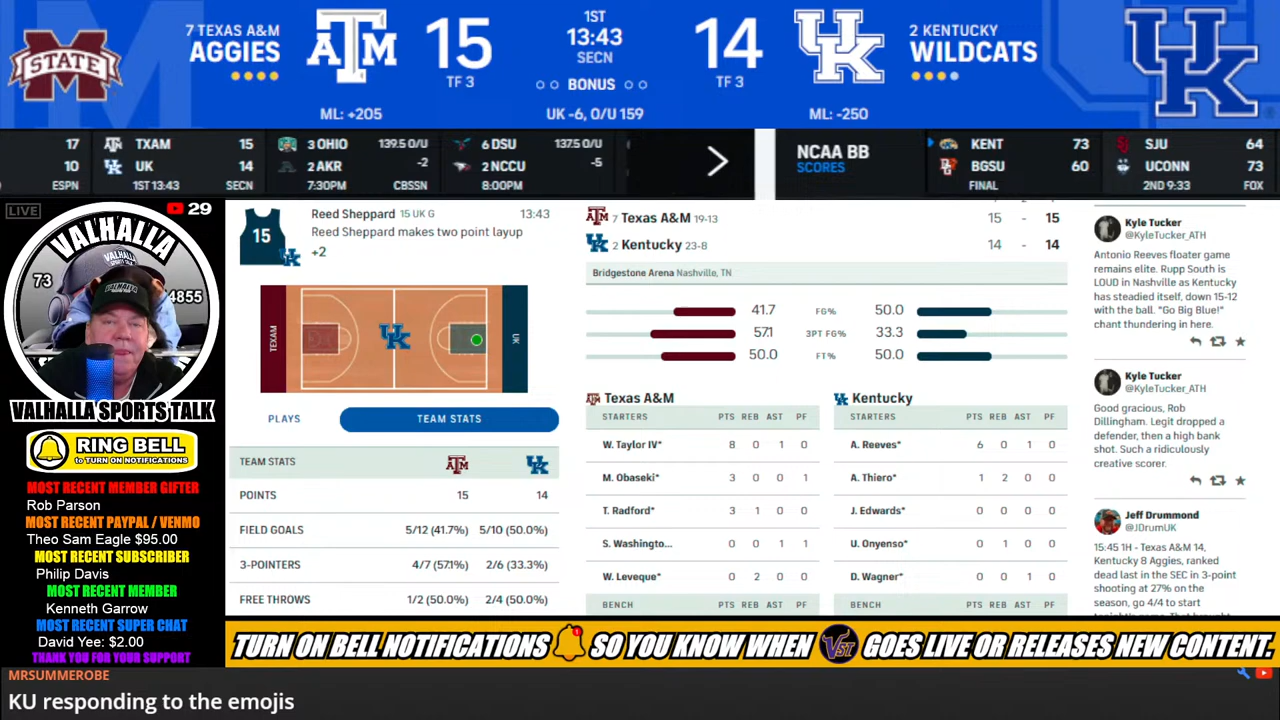 STATE
7 TEXAS A&M
AGGIES
ATM
15
TF 3
ML: +205
1ST
13:43
SECN
BONUS
UK -6, O/U 159
14
TF 3
ML: -250
UK
2 KENTUCKY
WILDCATS
UK
17
10
ESPN
TXAM 15
UK 14
1ST 13:43 SECN
3 OHIO 139.5 O/U
2 AKR -2
7:30PM CBSSN
6 DSU 137.5 O/U
2 NCCU -5
8:00PM
NCAA BB
SCORES
KENT 73
BGSU 60
FINAL
SJU 64
UCONN 73
2ND 9:33 FOX
LIVE
29
VALHALLA
VALHALLA
73
4855
VALHALLA SPORTS TALK
RING BELL
to TURN ON NOTIFICATIONS
MOST RECENT MEMBER GIFTER
Rob Parson
MOST RECENT PAYPAL / VENMO
Theo Sam Eagle $95.00
MOST RECENT SUBSCRIBER
Philip Davis
MOST RECENT MEMBER
Kenneth Garrow
MOST RECENT SUPER CHAT
David Yee: $2.00
THANK YOU FOR YOUR SUPPORT
15
Reed Sheppard 15 UK G 13:43
Reed Sheppard makes two point layup
+2
TEXAM
UK
UK
PLAYS
TEAM STATS
TEAM STATS
POINTS 15 14
FIELD GOALS 5/12 (41.7%) 5/10 (50.0%)
3-POINTERS 4/7 (57.1%) 2/6 (33.3%)
FREE THROWS 1/2 (50.0%) 2/4 (50.0%)
7 Texas A&M 19-13 15 - 15
2 Kentucky 23-8 14 - 14
Bridgestone Arena Nashville, TN
41.7 FG% 50.0
57.1 3PT FG% 33.3
50.0 FT% 50.0
Texas A&M
STARTERS PTS REB AST PF
W. Taylor IV* 8 0 1 0
M. Obaseki* 3 0 0 1
T. Radford* 3 1 0 0
S. Washingto... 0 0 1 1
W. Leveque* 0 2 0 0
BENCH PTS REB AST PF
Kentucky
STARTERS PTS REB AST PF
A. Reeves* 6 0 1 0
A. Thiero* 1 2 0 0
J. Edwards* 0 0 0 0
U. Onyenso* 0 1 0 0
D. Wagner* 0 0 1 0
BENCH PTS REB AST PF
Kyle Tucker
@KyleTucker_ATH
Antonio Reeves floater game
remains elite. Rupp South is
LOUD in Nashville as Kentucky
has steadied itself, down 15-12
with the ball. "Go Big Blue!"
chant thundering in here.
Kyle Tucker
@KyleTucker_ATH
Good gracious, Rob
Dillingham. Legit dropped a
defender, then a high bank
shot. Such a ridiculously
creative scorer.
Jeff Drummond
@JDrumUK
15:45 1H - Texas A&M 14,
Kentucky 8 Aggies, ranked
dead last in the SEC in 3-point
shooting at 27% on the
season, go 4/4 to start
TURN ON BELL NOTIFICATIONS SO YOU KNOW WHEN VST GOES LIVE OR RELEASES NEW CONTENT.
MRSUMMEROBE
KU responding to the emojis